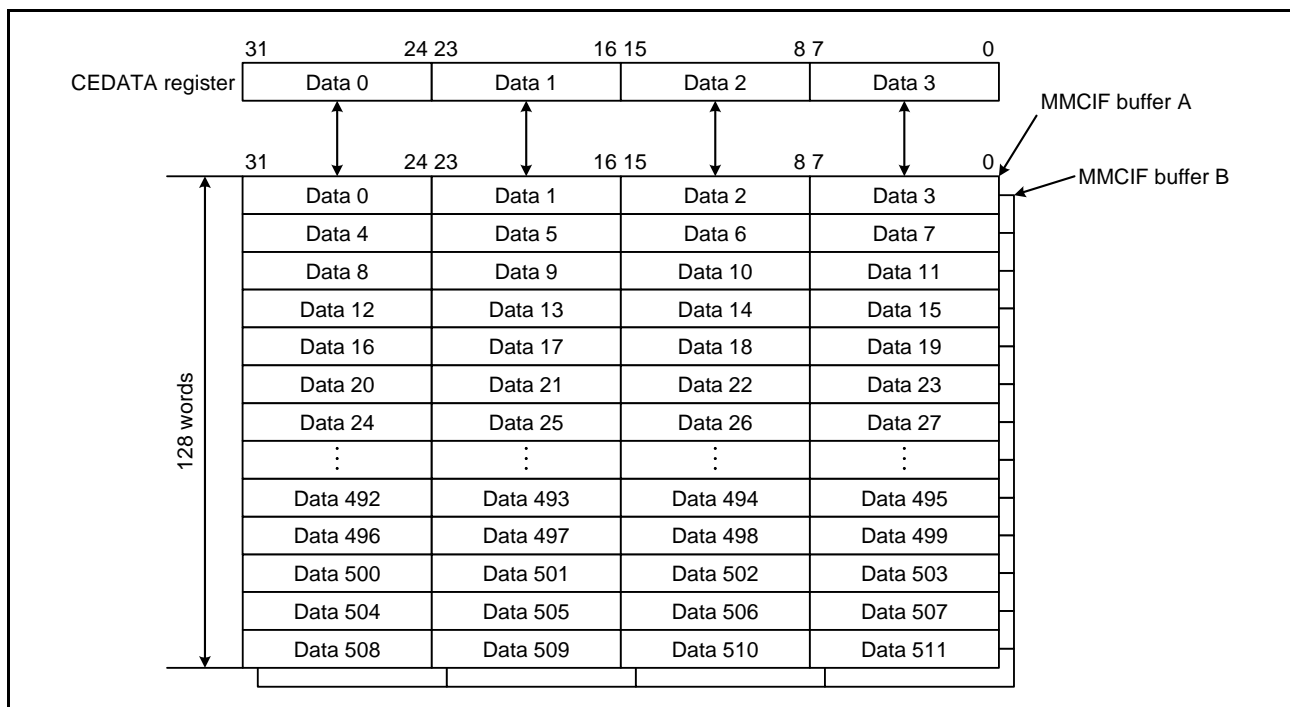 31 24 23 16 15 8 7 0
CEDATA register Data 0 Data 1 Data 2 Data 3
MMCIF buffer A
31 24 23 16 15 8 7 0
MMCIF buffer B
Data 0 Data 1 Data 2 Data 3
Data 4 Data 5 Data 6 Data 7
Data 8 Data 9 Data 10 Data 11
Data 12 Data 13 Data 14 Data 15
Data 16 Data 17 Data 18 Data 19
Data 20 Data 21 Data 22 Data 23
Data 24 Data 25 Data 26 Data 27
128 words
Data 492 Data 493 Data 494 Data 495
Data 496 Data 497 Data 498 Data 499
Data 500 Data 501 Data 502 Data 503
Data 504 Data 505 Data 506 Data 507
Data 508 Data 509 Data 510 Data 511